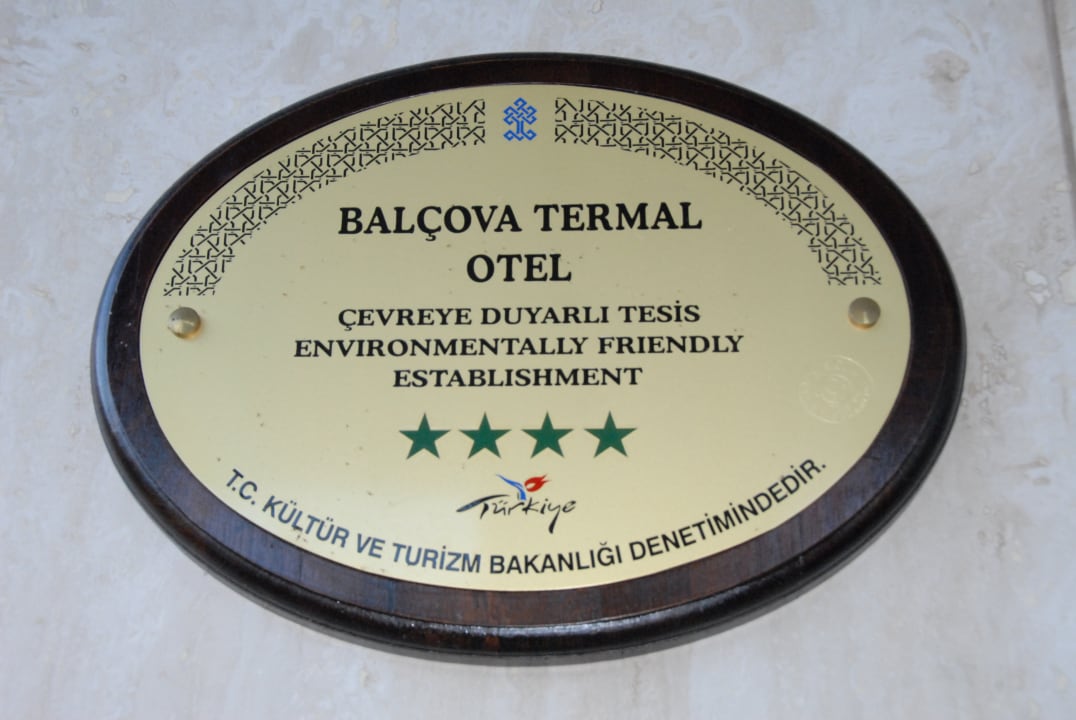 BALÇOVA TERMAL
OTEL
ÇEVREYE DUYARLI TESİS
ENVIRONMENTALLY FRIENDLY
ESTABLISHMENT
Türkiye
T.C. KÜLTÜR VE TURİZM BAKANLIĞI DENETİMİNDEDİR.